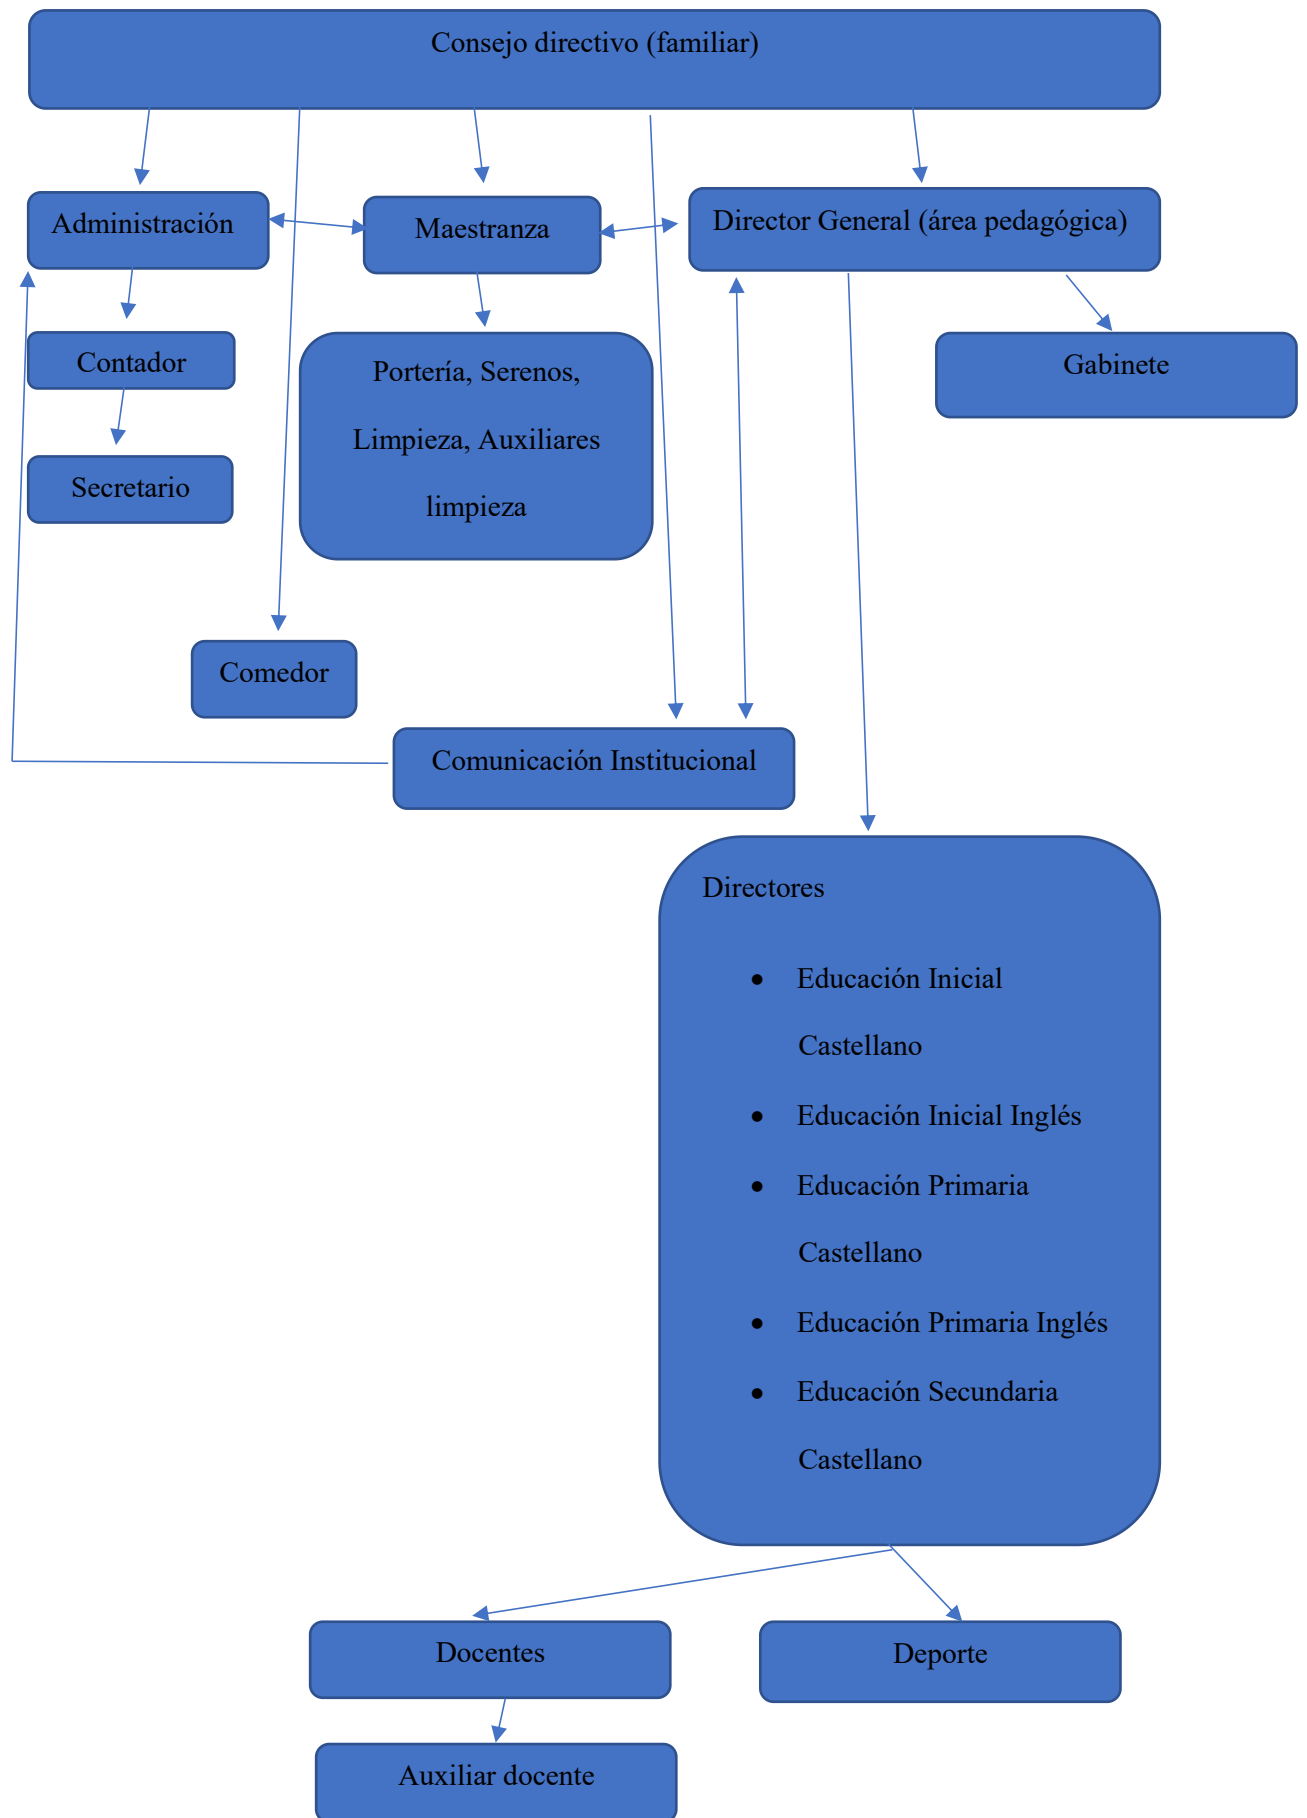 Consejo directivo (familiar)
Administración
Maestranza
Director General (área pedagógica)
Contador
Portería, Serenos,
Limpieza, Auxiliares
limpieza
Gabinete
Secretario
Comedor
Comunicación Institucional
Directores
• Educación Inicial
Castellano
• Educación Inicial Inglés
• Educación Primaria
Castellano
• Educación Primaria Inglés
• Educación Secundaria
Castellano
Docentes
Deporte
Auxiliar docente